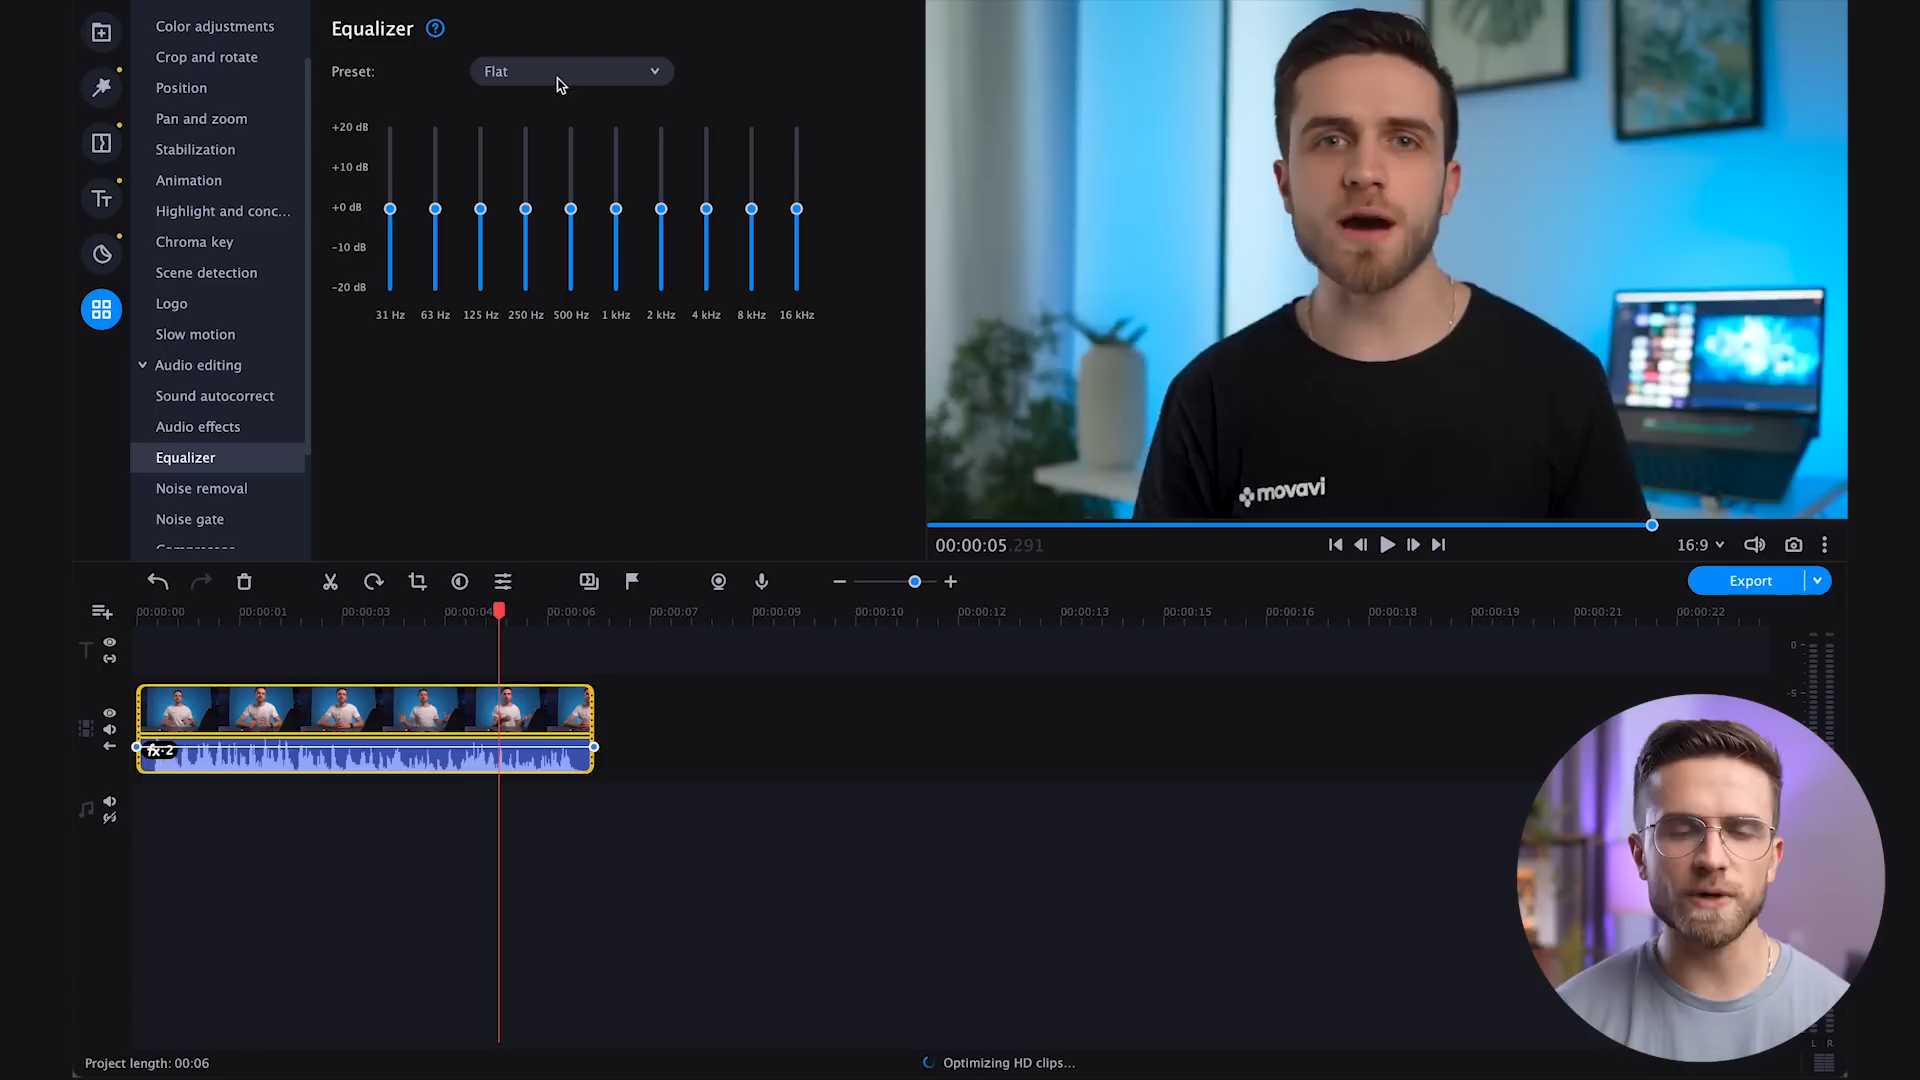 Color adjustments
Crop and rotate
Position
Pan and zoom
Stabilization
Animation
Highlight and conc...
Chroma key
Scene detection
Logo
Slow motion
Audio editing
Sound autocorrect
Audio effects
Equalizer
Noise removal
Noise gate
Equalizer ?
Preset: Flat
+20 dB
+10 dB
+0 dB
-10 dB
-20 dB
31 Hz 63 Hz 125 Hz 250 Hz 500 Hz 1 kHz 2 kHz 4 kHz 8 kHz 16 kHz
movavi
00:00:05.291
16:9
Export
00:00:00 00:00:01 00:00:03 00:00:04 00:00:06 00:00:07 00:00:09 00:00:10 00:00:12 00:00:13 00:00:15 00:00:16 00:00:18 00:00:19 00:00:21 00:00:22
0
-5
fx·2
L R
Project length: 00:06
Optimizing HD clips...